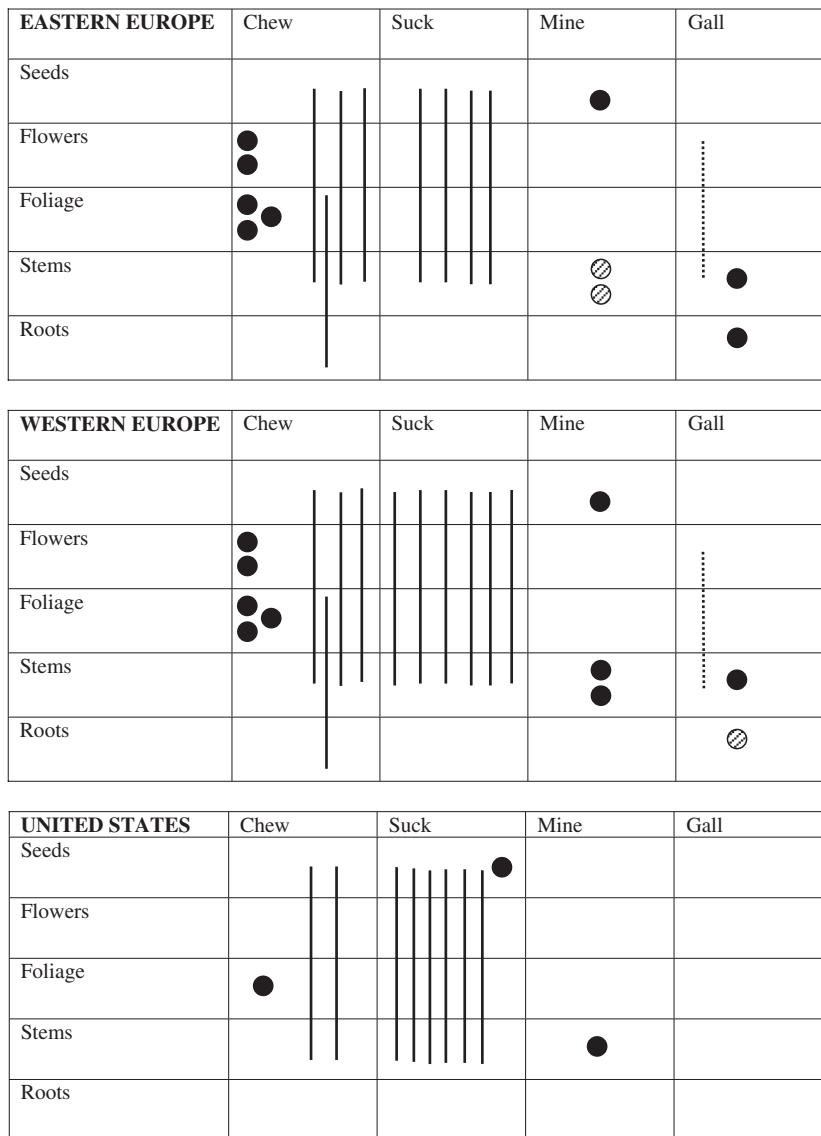 EASTERN EUROPE Chew Suck Mine Gall
Seeds
Flowers
Foliage
Stems
Roots
WESTERN EUROPE Chew Suck Mine Gall
Seeds
Flowers
Foliage
Stems
Roots
UNITED STATES Chew Suck Mine Gall
Seeds
Flowers
Foliage
Stems
Roots